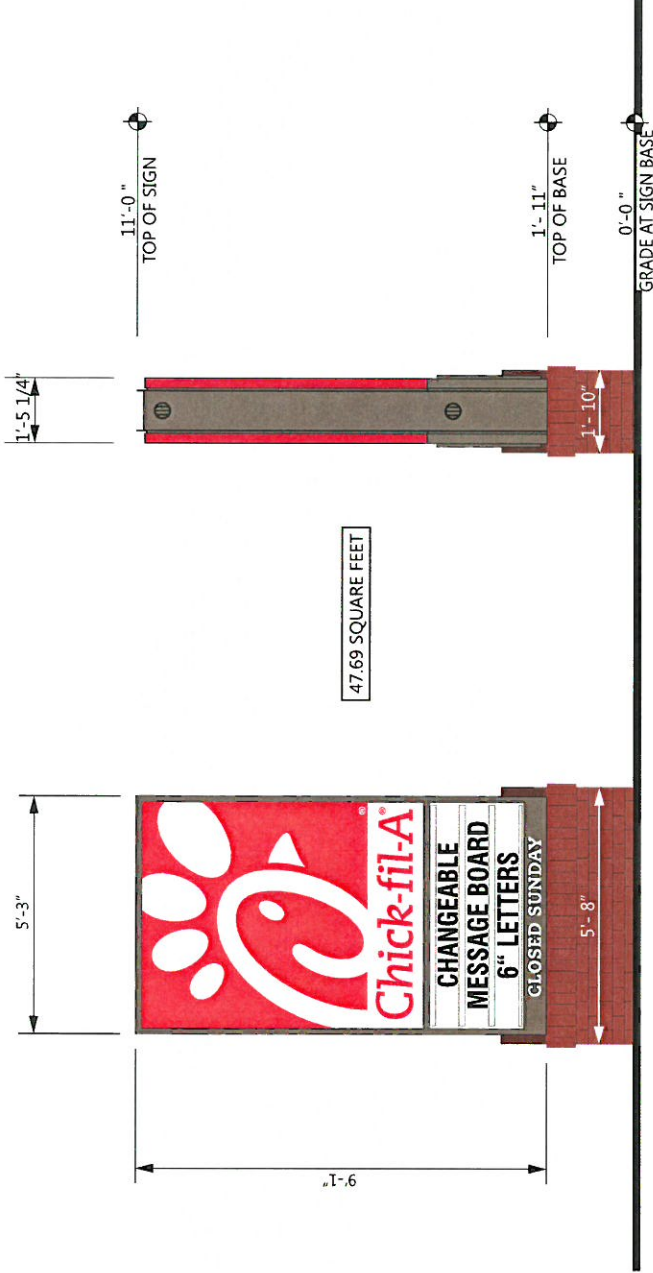 5'-3"
1'-5 1/4"
11'-0 "
TOP OF SIGN
Chick-fil-A®
®
CHANGEABLE
MESSAGE BOARD
6“ LETTERS
CLOSED SUNDAY
9'-1"
47.69 SQUARE FEET
1'- 11"
TOP OF BASE
5'- 8"
1'- 10"
0'-0 "
GRADE AT SIGN BASE